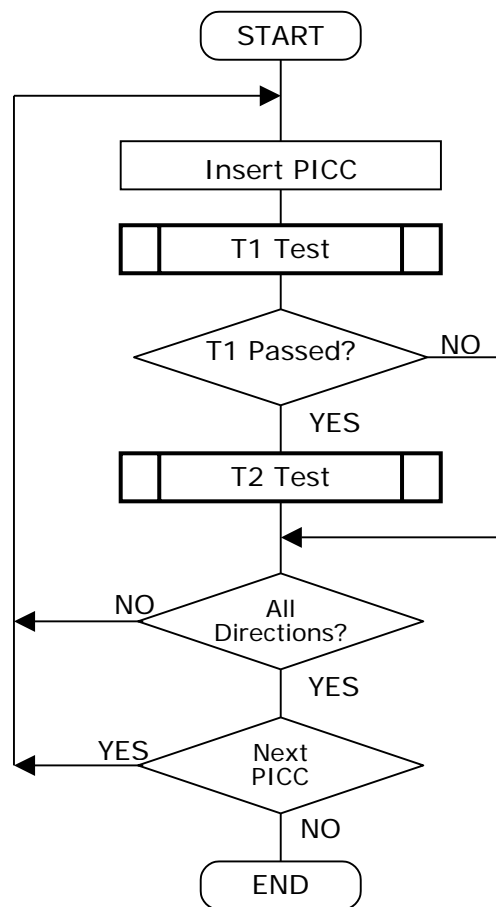 START
Insert PICC
T1 Test
T1 Passed?
NO
YES
T2 Test
NO
All
Directions?
YES
YES
Next
PICC
NO
END